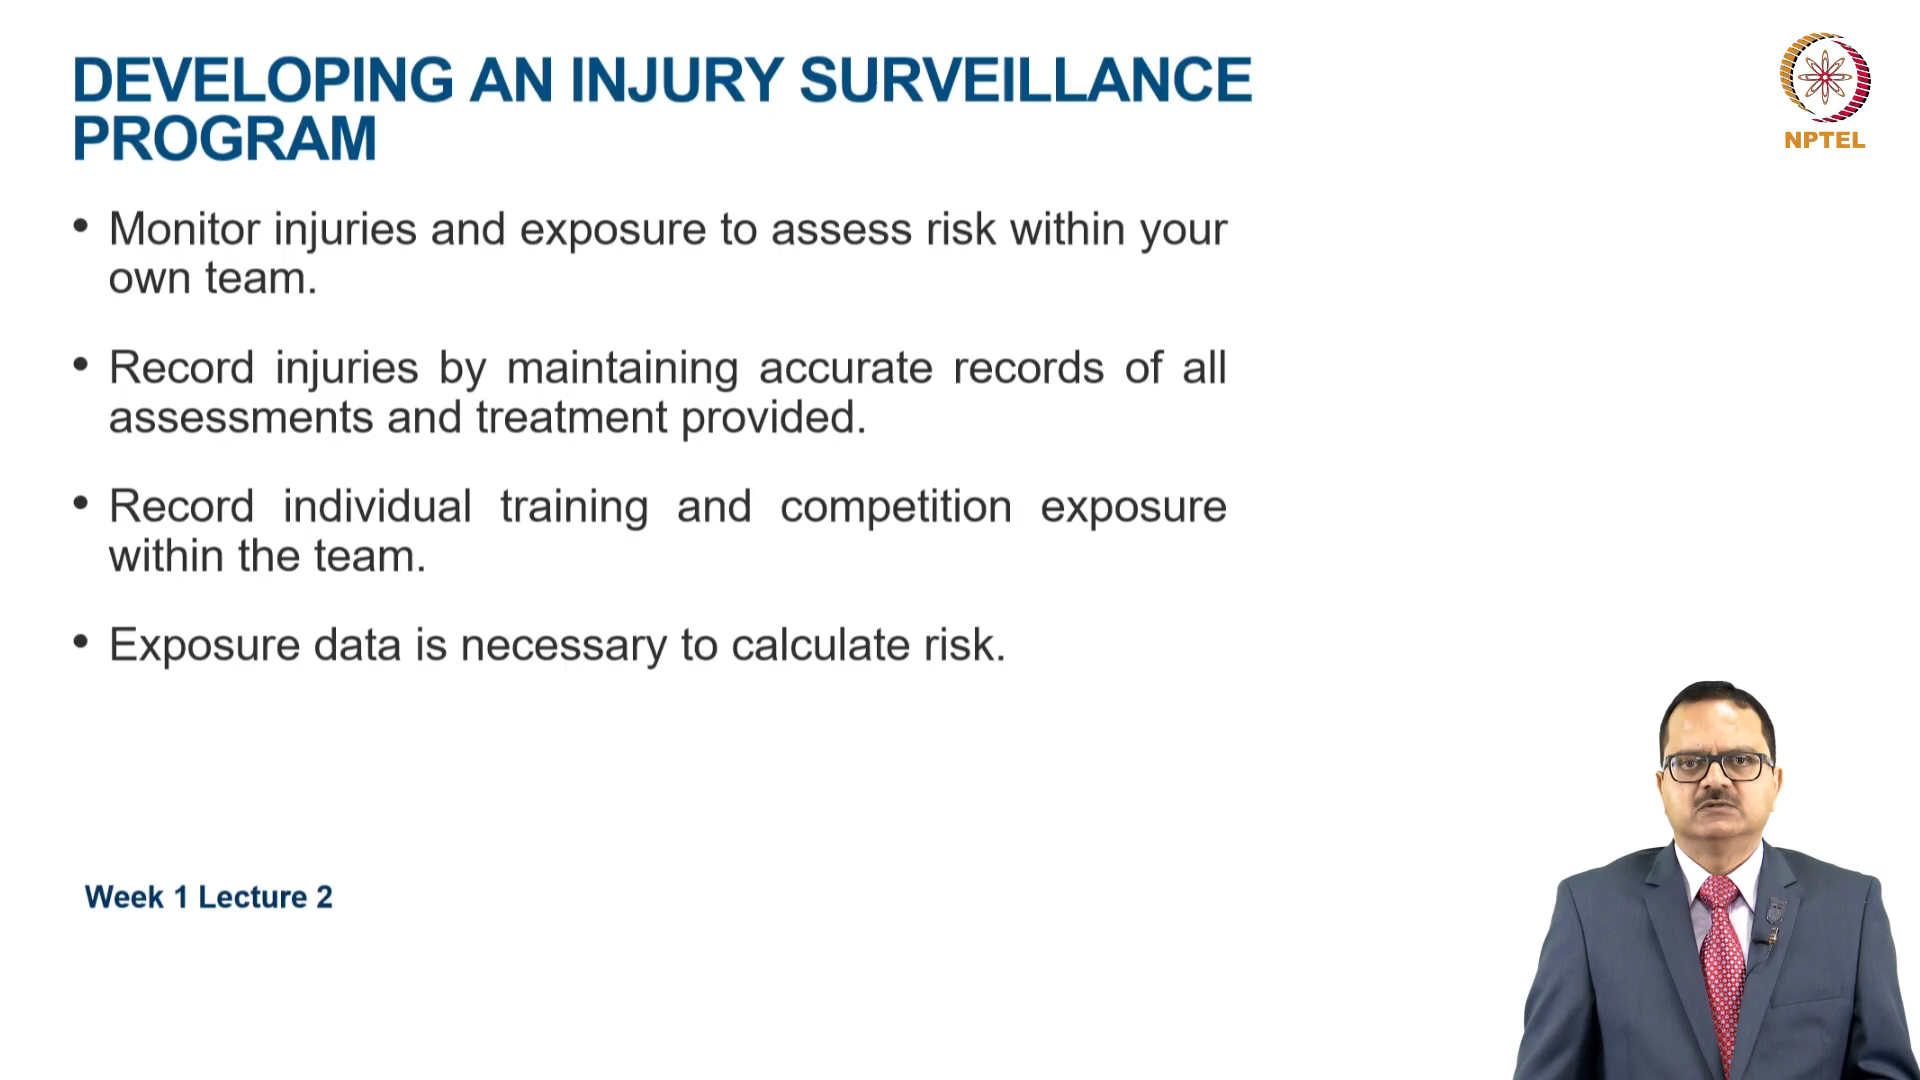 DEVELOPING AN INJURY SURVEILLANCE
PROGRAM
NPTEL
• Monitor injuries and exposure to assess risk within your
own team.
• Record injuries by maintaining accurate records of all
assessments and treatment provided.
• Record individual training and competition exposure
within the team.
• Exposure data is necessary to calculate risk.
Week 1 Lecture 2